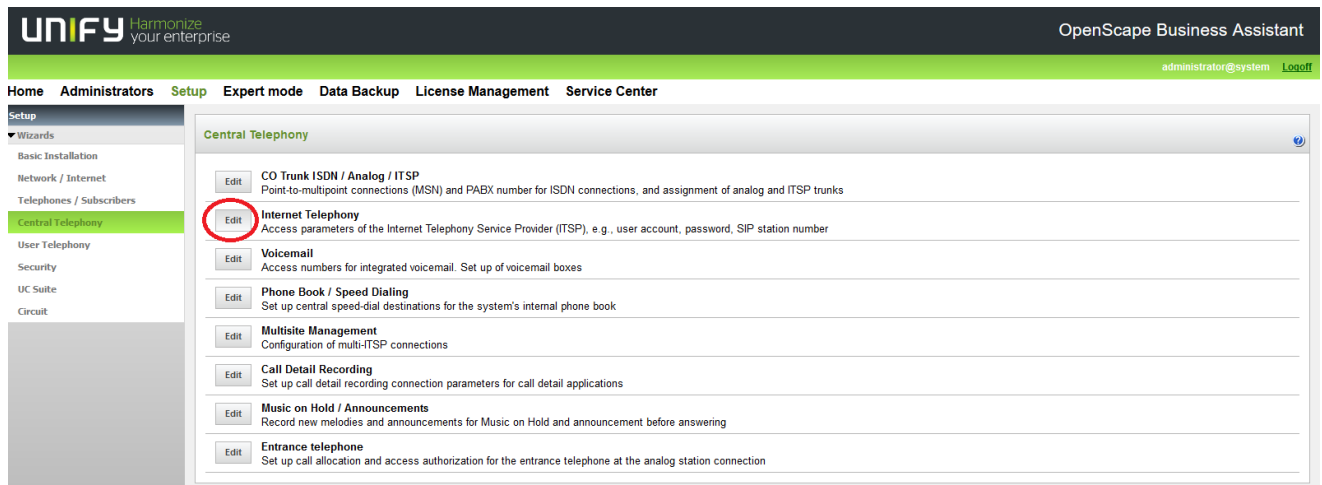 UNIFY Harmonize
your enterprise
OpenScape Business Assistant
administrator@system Logoff
Home Administrators Setup Expert mode Data Backup License Management Service Center
Setup
Wizards
Basic Installation
Network / Internet
Telephones / Subscribers
Central Telephony
User Telephony
Security
UC Suite
Circuit
Central Telephony
?
Edit CO Trunk ISDN / Analog / ITSP
Point-to-multipoint connections (MSN) and PABX number for ISDN connections, and assignment of analog and ITSP trunks
Edit Internet Telephony
Access parameters of the Internet Telephony Service Provider (ITSP), e.g., user account, password, SIP station number
Edit Voicemail
Access numbers for integrated voicemail. Set up of voicemail boxes
Edit Phone Book / Speed Dialing
Set up central speed-dial destinations for the system's internal phone book
Edit Multisite Management
Configuration of multi-ITSP connections
Edit Call Detail Recording
Set up call detail recording connection parameters for call detail applications
Edit Music on Hold / Announcements
Record new melodies and announcements for Music on Hold and announcement before answering
Edit Entrance telephone
Set up call allocation and access authorization for the entrance telephone at the analog station connection